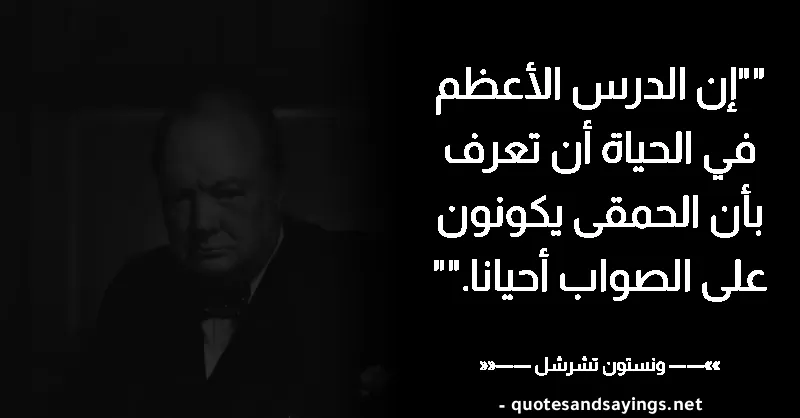 ""إن الدرس الأعظم
في الحياة أن تعرف
بأن الحمقى يكونون
على الصواب أحيانا.""
»»—— ونستون تشرشل ——««
- quotesandsayings.net